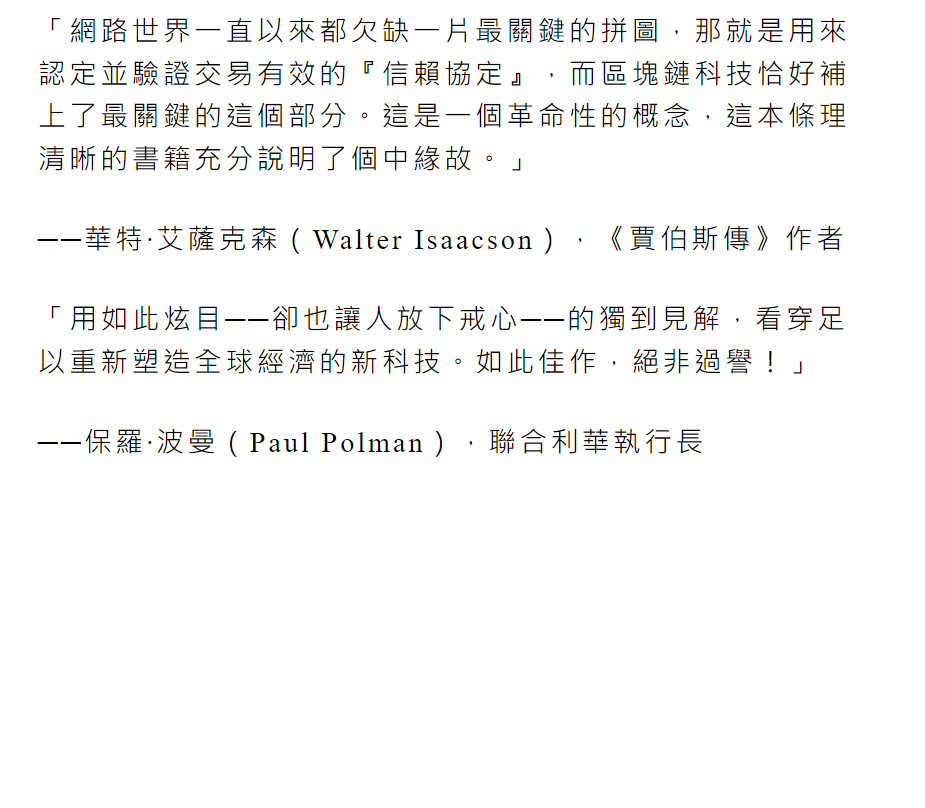 「網路世界一直以來都欠缺一片最關鍵的拼圖，那就是用來
認定並驗證交易有效的『信賴協定』，而區塊鏈科技恰好補
上了最關鍵的這個部分。這是一個革命性的概念，這本條理
清晰的書籍充分說明了個中緣故。」
──華特·艾薩克森（Walter Isaacson），《賈伯斯傳》作者
「用如此炫目──卻也讓人放下戒心──的獨到見解，看穿足
以重新塑造全球經濟的新科技。如此佳作，絕非過譽！」
──保羅·波曼（Paul Polman），聯合利華執行長